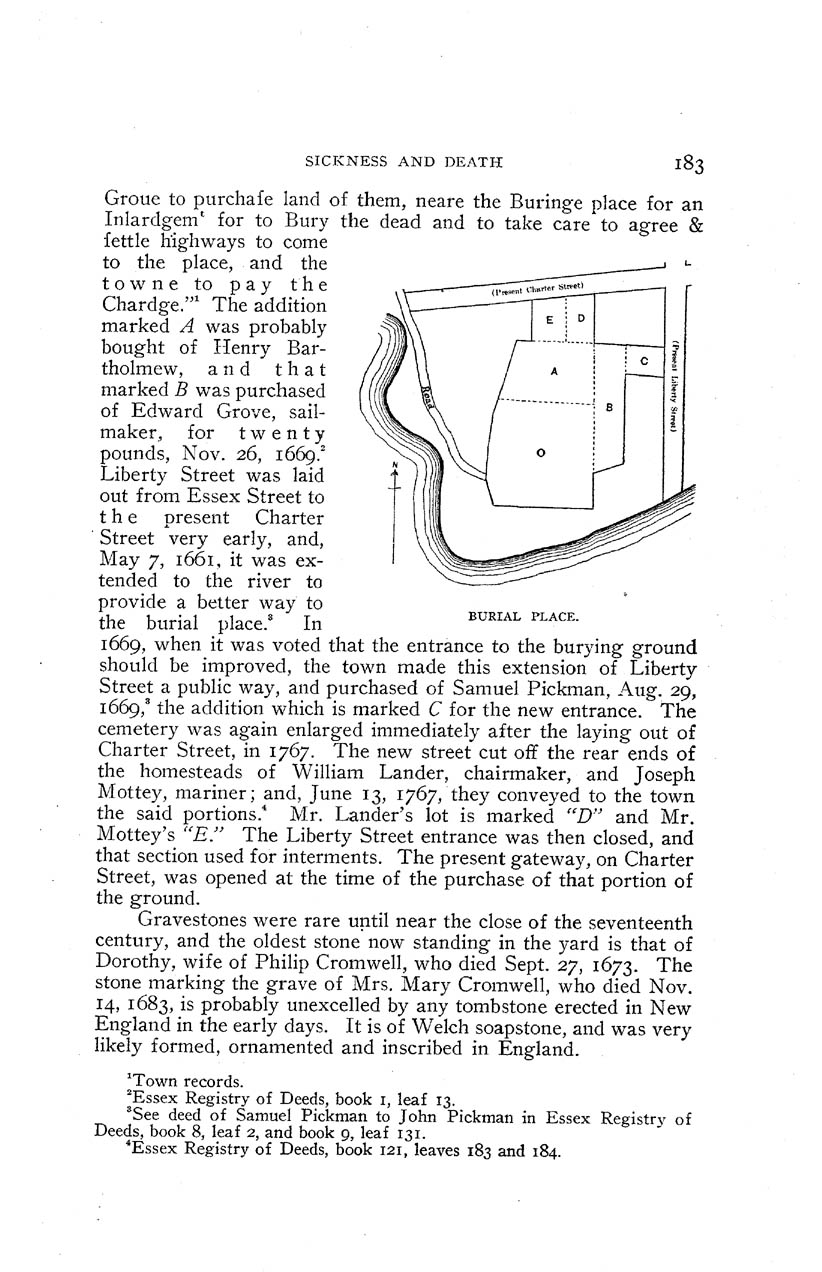 SICKNESS AND DEATH 183
Groue to purchase land of them, neare the Buringe place for an
Inlardgemᵗ for to Bury the dead and to take care to agree &
fettle highways to come
to the place, and the
towne to pay the
Chardge."¹ The addition
marked A was probably
bought of Henry Bar-
tholmew, and that
marked B was purchased
of Edward Grove, sail-
maker, for twenty
pounds, Nov. 26, 1669.²
Liberty Street was laid
out from Essex Street to
the present Charter
Street very early, and,
May 7, 1661, it was ex-
tended to the river to
provide a better way to
the burial place.³ In
(Present Charter Street)
E D
C
A
B
O
Road
(Present Liberty Street)
N
BURIAL PLACE.
1669, when it was voted that the entrance to the burying ground
should be improved, the town made this extension of Liberty
Street a public way, and purchased of Samuel Pickman, Aug. 29,
1669,³ the addition which is marked C for the new entrance. The
cemetery was again enlarged immediately after the laying out of
Charter Street, in 1767. The new street cut off the rear ends of
the homesteads of William Lander, chairmaker, and Joseph
Mottey, mariner; and, June 13, 1767, they conveyed to the town
the said portions.⁴ Mr. Lander's lot is marked "D" and Mr.
Mottey's "E." The Liberty Street entrance was then closed, and
that section used for interments. The present gateway, on Charter
Street, was opened at the time of the purchase of that portion of
the ground.
Gravestones were rare until near the close of the seventeenth
century, and the oldest stone now standing in the yard is that of
Dorothy, wife of Philip Cromwell, who died Sept. 27, 1673. The
stone marking the grave of Mrs. Mary Cromwell, who died Nov.
14, 1683, is probably unexcelled by any tombstone erected in New
England in the early days. It is of Welch soapstone, and was very
likely formed, ornamented and inscribed in England.
¹Town records.
²Essex Registry of Deeds, book 1, leaf 13.
³See deed of Samuel Pickman to John Pickman in Essex Registry of
Deeds, book 8, leaf 2, and book 9, leaf 131.
⁴Essex Registry of Deeds, book 121, leaves 183 and 184.